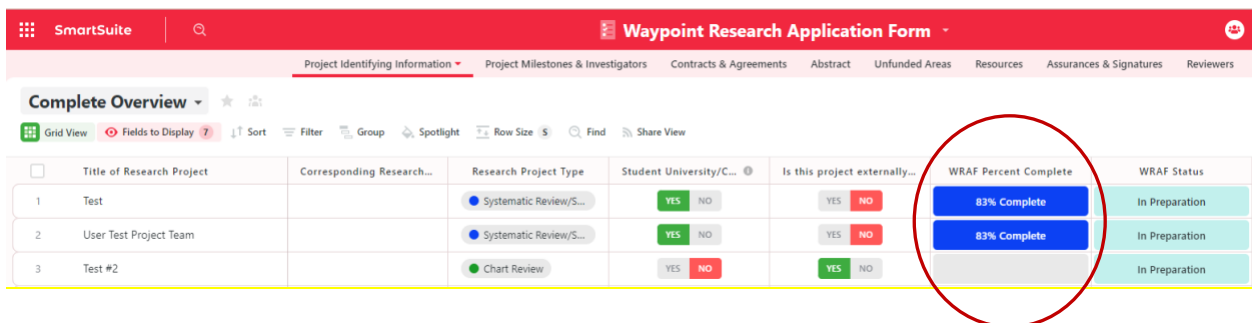 SmartSuite Waypoint Research Application Form
Project Identifying Information Project Milestones & Investigators Contracts & Agreements Abstract Unfunded Areas Resources Assurances & Signatures Reviewers
Complete Overview
Grid View Fields to Display 7 Sort Filter Group Spotlight Row Size S Find Share View
Title of Research Project Corresponding Research... Research Project Type Student University/C... Is this project externally... WRAF Percent Complete WRAF Status
1 Test Systematic Review/S... YES NO YES NO 83% Complete In Preparation
2 User Test Project Team Systematic Review/S... YES NO YES NO 83% Complete In Preparation
3 Test #2 Chart Review YES NO YES NO In Preparation